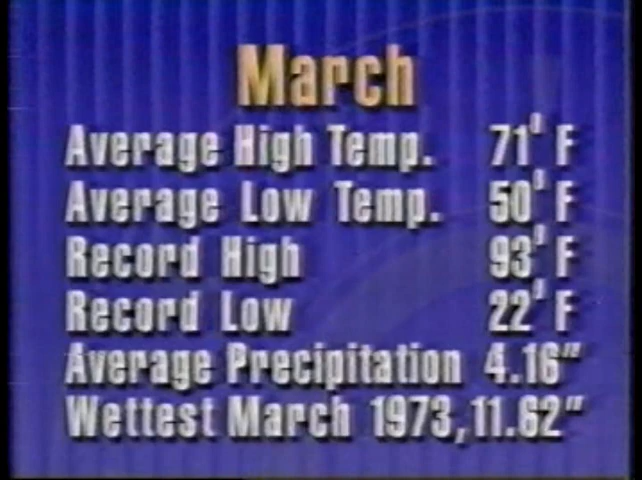 March
Average High Temp. 71° F
Average Low Temp. 50° F
Record High 93° F
Record Low 22° F
Average Precipitation 4.16"
Wettest March 1973, 11.62"